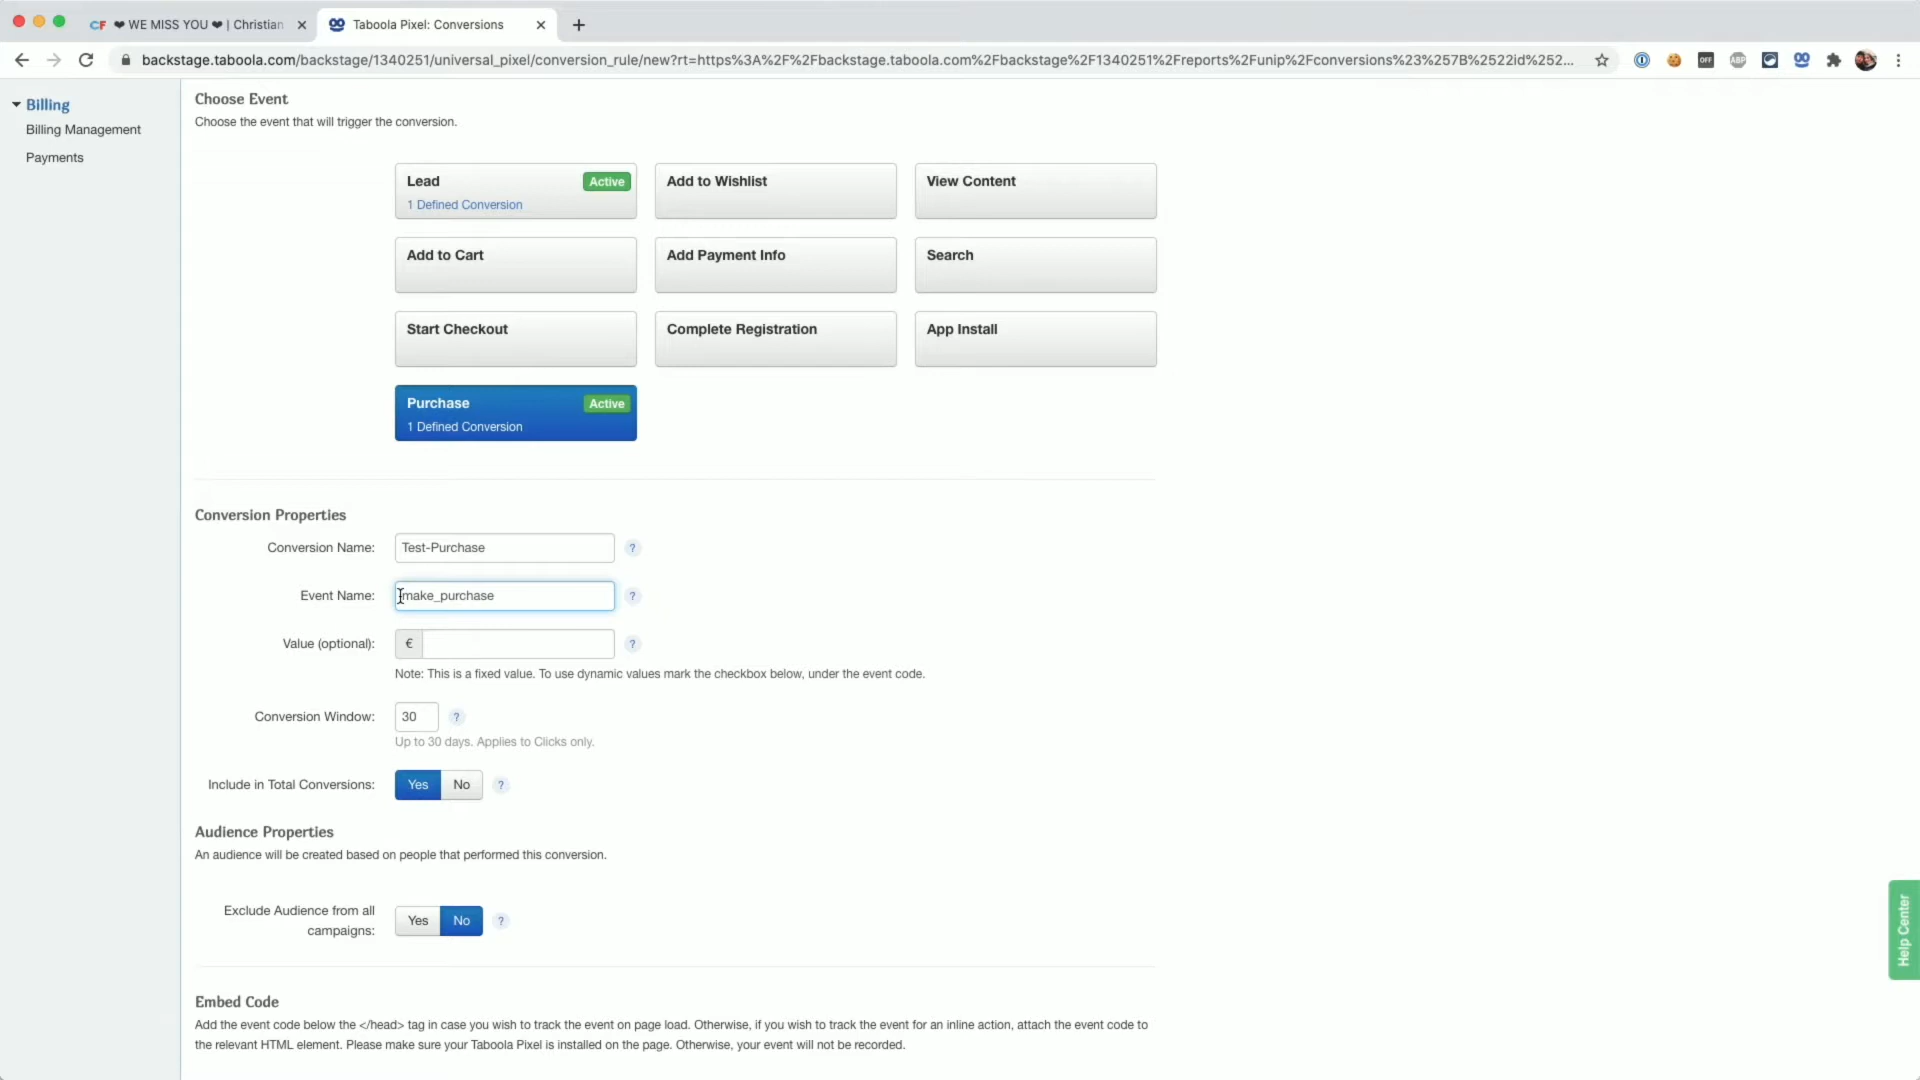 CF ❤ WE MISS YOU ❤ | Christian
Taboola Pixel: Conversions
backstage.taboola.com/backstage/1340251/universal_pixel/conversion_rule/new?rt=https%3A%2F%2Fbackstage.taboola.com%2Fbackstage%2F1340251%2Freports%2Funip%2Fconversions%23%257B%2522id%252...
OFF
ABP
Billing
Billing Management
Payments
Choose Event
Choose the event that will trigger the conversion.
Lead Active
1 Defined Conversion
Add to Wishlist
View Content
Add to Cart
Add Payment Info
Search
Start Checkout
Complete Registration
App Install
Purchase Active
1 Defined Conversion
Conversion Properties
Conversion Name: Test-Purchase ?
Event Name: make_purchase ?
Value (optional): € ?
Note: This is a fixed value. To use dynamic values mark the checkbox below, under the event code.
Conversion Window: 30 ?
Up to 30 days. Applies to Clicks only.
Include in Total Conversions: Yes No ?
Audience Properties
An audience will be created based on people that performed this conversion.
Exclude Audience from all
campaigns: Yes No ?
Embed Code
Add the event code below the </head> tag in case you wish to track the event on page load. Otherwise, if you wish to track the event for an inline action, attach the event code to
the relevant HTML element. Please make sure your Taboola Pixel is installed on the page. Otherwise, your event will not be recorded.
Help Center